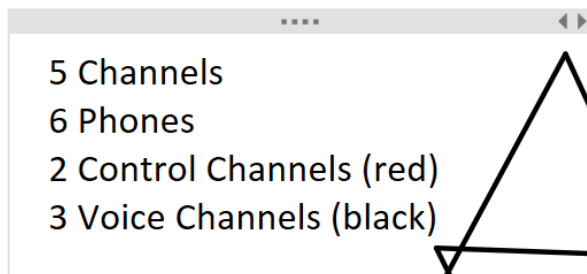 5 Channels
6 Phones
2 Control Channels (red)
3 Voice Channels (black)